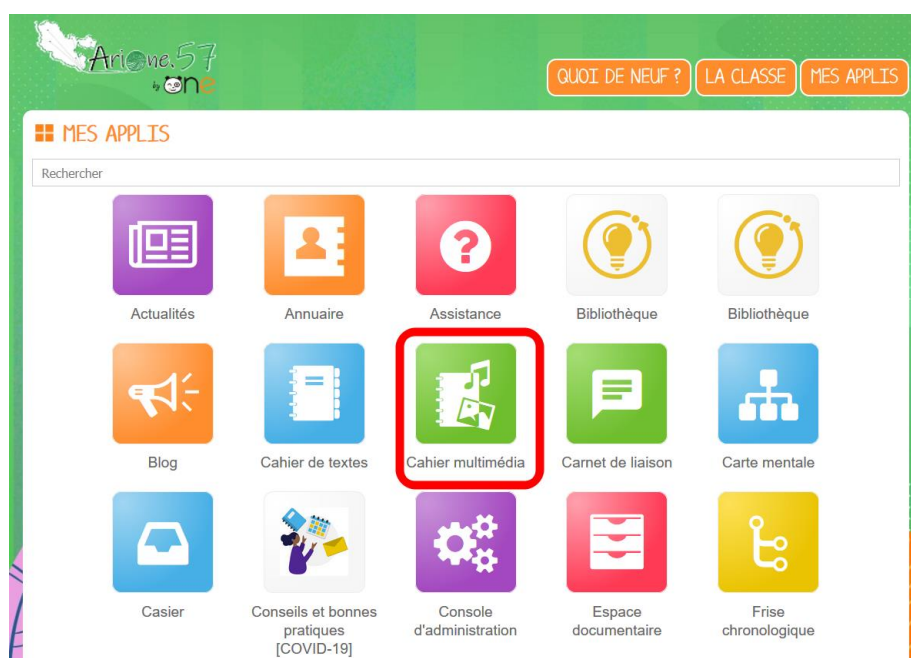 Arione.57
by One
QUOI DE NEUF ? LA CLASSE MES APPLIS
MES APPLIS
Rechercher
Actualités Annuaire Assistance Bibliothèque Bibliothèque
Blog Cahier de textes Cahier multimédia Carnet de liaison Carte mentale
Casier Conseils et bonnes Console Espace Frise
pratiques d'administration documentaire chronologique
[COVID-19]